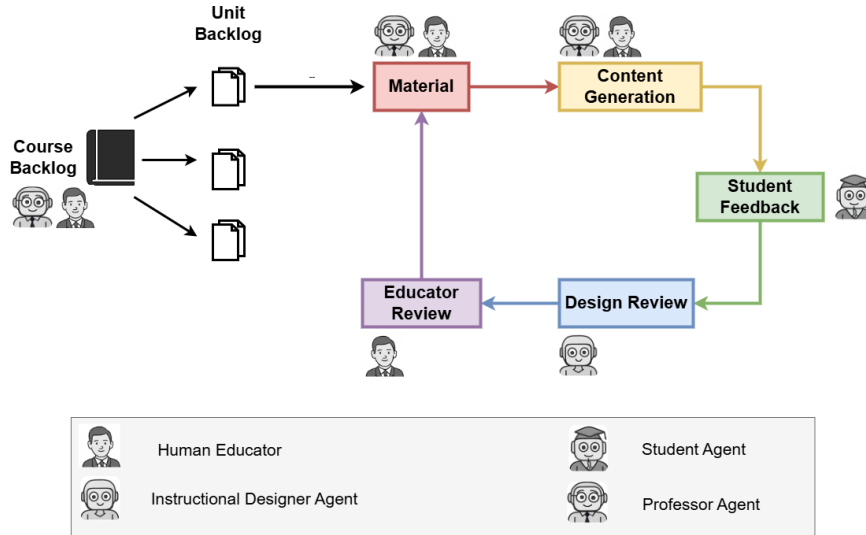 Unit
Backlog
Course
Backlog
Material
Content
Generation
Student
Feedback
Educator
Review
Design Review
Human Educator
Student Agent
Instructional Designer Agent
Professor Agent